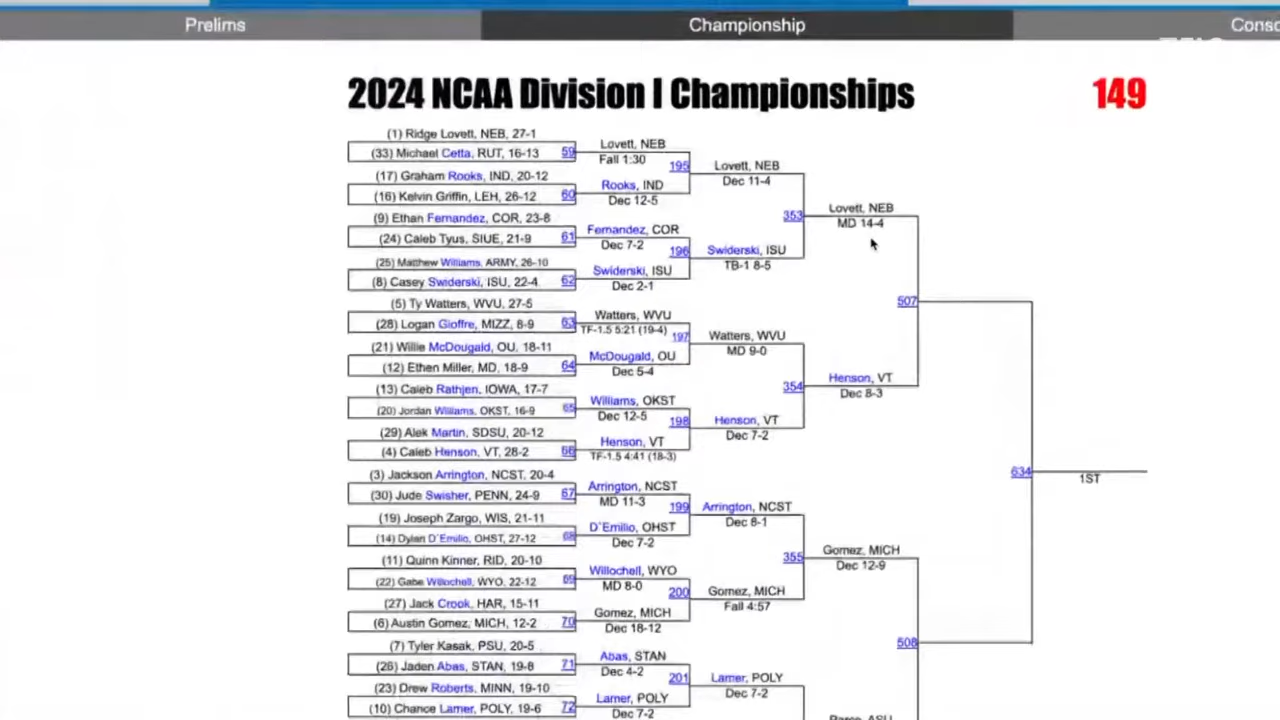 Prelims
Championship
2024 NCAA Division I Championships
149
(1) Ridge Lovett, NEB, 27-1
(33) Michael Cetta, RUT, 16-13
59
(17) Graham Rooks, IND, 20-12
(16) Kelvin Griffin, LEH, 26-12
60
(9) Ethan Fernandez, COR, 23-8
(24) Caleb Tyus, SIUE, 21-9
61
(25) Matthew Williams, ARMY, 26-10
(8) Casey Swiderski, ISU, 22-4
62
(5) Ty Watters, WVU, 27-5
(28) Logan Gioffre, MIZZ, 8-9
63
(21) Willie McDougald, OU, 18-11
(12) Ethen Miller, MD, 18-9
64
(13) Caleb Rathjen, IOWA, 17-7
(20) Jordan Williams, OKST, 16-9
65
(29) Alek Martin, SDSU, 20-12
(4) Caleb Henson, VT, 28-2
66
(3) Jackson Arrington, NCST, 20-4
(30) Jude Swisher, PENN, 24-9
67
(19) Joseph Zargo, WIS, 21-11
(14) Dylan D`Emilio, OHST, 27-12
68
(11) Quinn Kinner, RID, 20-10
(22) Gabe Willochell, WYO, 22-12
69
(27) Jack Crook, HAR, 15-11
(6) Austin Gomez, MICH, 12-2
70
(7) Tyler Kasak, PSU, 20-5
(26) Jaden Abas, STAN, 19-8
71
(23) Drew Roberts, MINN, 19-10
(10) Chance Lamer, POLY, 19-6
72
Lovett, NEB
Fall 1:30
195
Rooks, IND
Dec 12-5
Fernandez, COR
Dec 7-2
196
Swiderski, ISU
Dec 2-1
Watters, WVU
TF-1.5 5:21 (19-4)
197
McDougald, OU
Dec 5-4
Williams, OKST
Dec 12-5
198
Henson, VT
TF-1.5 4:41 (18-3)
Arrington, NCST
MD 11-3
199
D`Emilio, OHST
Dec 7-2
Willochell, WYO
MD 8-0
200
Gomez, MICH
Dec 18-12
Abas, STAN
Dec 4-2
201
Lamer, POLY
Dec 7-2
Lovett, NEB
Dec 11-4
353
Swiderski, ISU
TB-1 8-5
Watters, WVU
MD 9-0
354
Henson, VT
Dec 7-2
Arrington, NCST
Dec 8-1
355
Gomez, MICH
Fall 4:57
Lamer, POLY
Dec 7-2
Lovett, NEB
MD 14-4
507
Henson, VT
Dec 8-3
Gomez, MICH
Dec 12-9
508
634
1ST